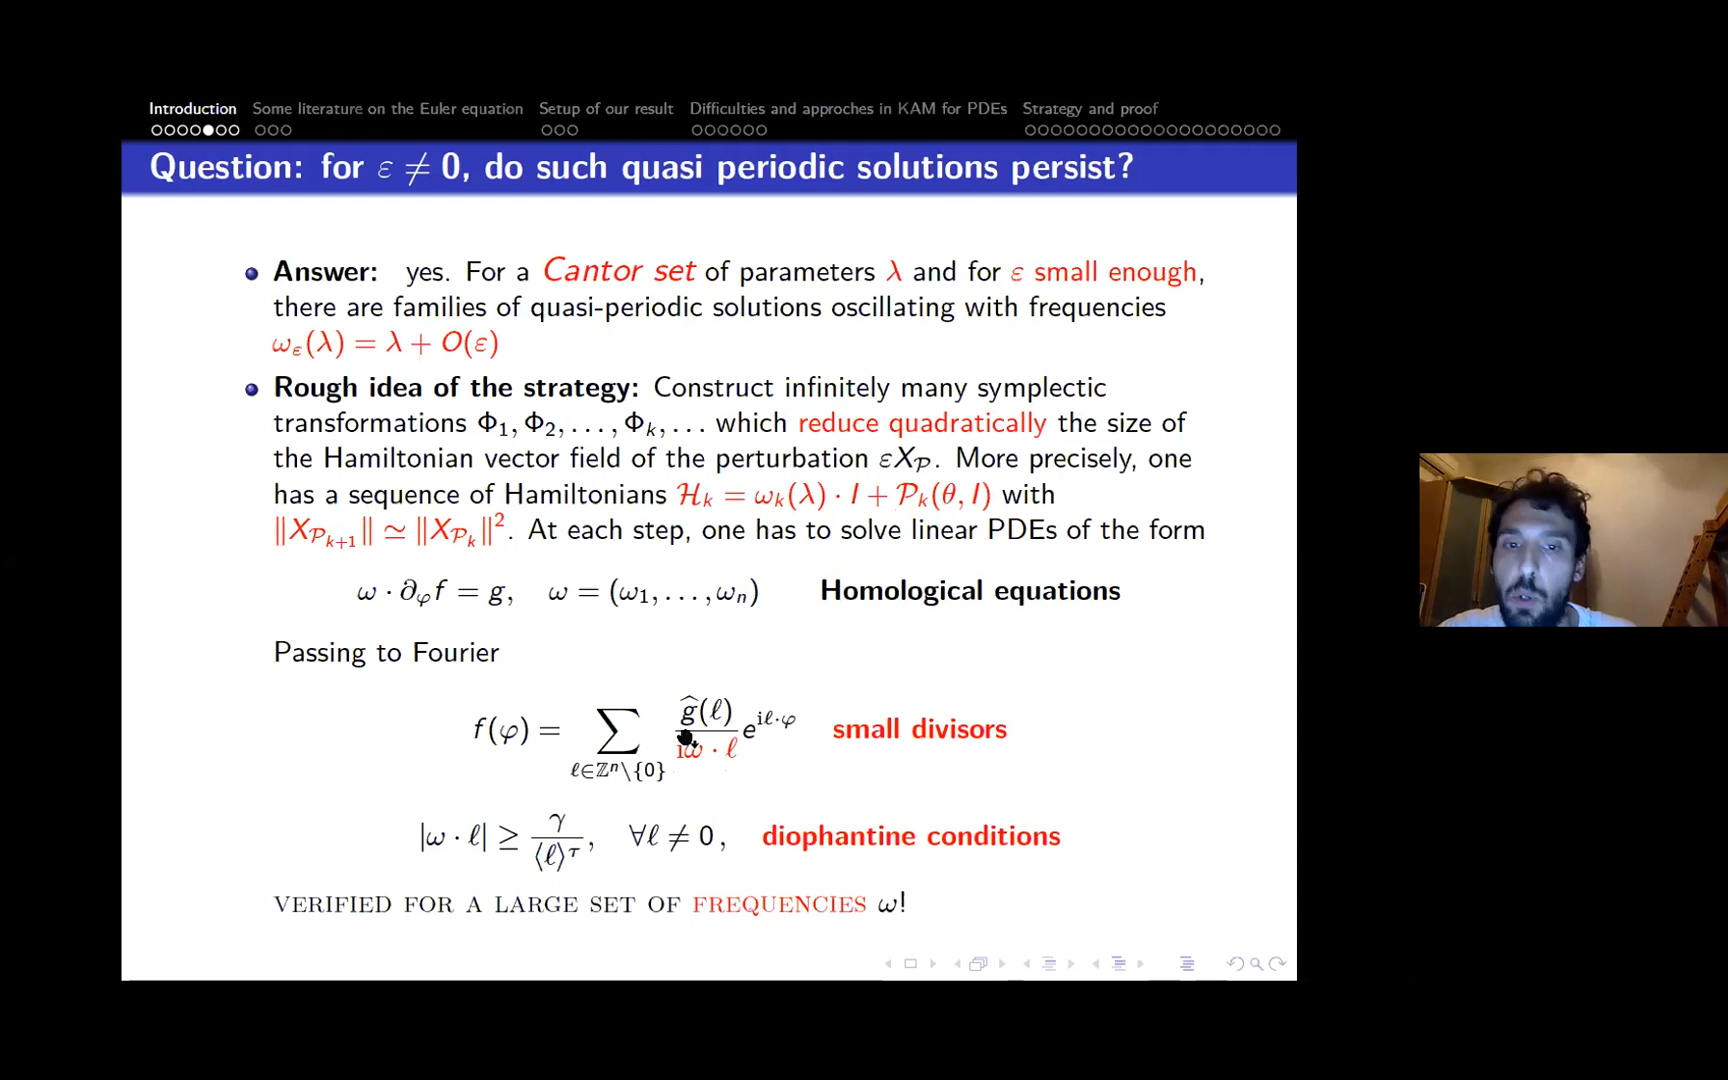 Introduction Some literature on the Euler equation Setup of our result Difficulties and approches in KAM for PDEs Strategy and proof
Question: for ε ≠ 0, do such quasi periodic solutions persist?
Answer: yes. For a Cantor set of parameters λ and for ε small enough,
there are families of quasi-periodic solutions oscillating with frequencies
ω_ε(λ) = λ + O(ε)
Rough idea of the strategy: Construct infinitely many symplectic
transformations Φ₁, Φ₂, . . . , Φ_k, . . . which reduce quadratically the size of
the Hamiltonian vector field of the perturbation εX_𝒫. More precisely, one
has a sequence of Hamiltonians ℋ_k = ω_k(λ) · I + 𝒫_k(θ, I) with
‖X_{𝒫_{k+1}}‖ ≃ ‖X_{𝒫_k}‖². At each step, one has to solve linear PDEs of the form
ω · ∂_φ f = g, ω = (ω₁, . . . , ω_n) Homological equations
Passing to Fourier
f(φ) = ∑_{ℓ∈ℤⁿ\{0}} ĝ(ℓ)/(iω · ℓ) e^{iℓ·φ} small divisors
|ω · ℓ| ≥ γ/⟨ℓ⟩^τ, ∀ℓ ≠ 0, diophantine conditions
VERIFIED FOR A LARGE SET OF FREQUENCIES ω!